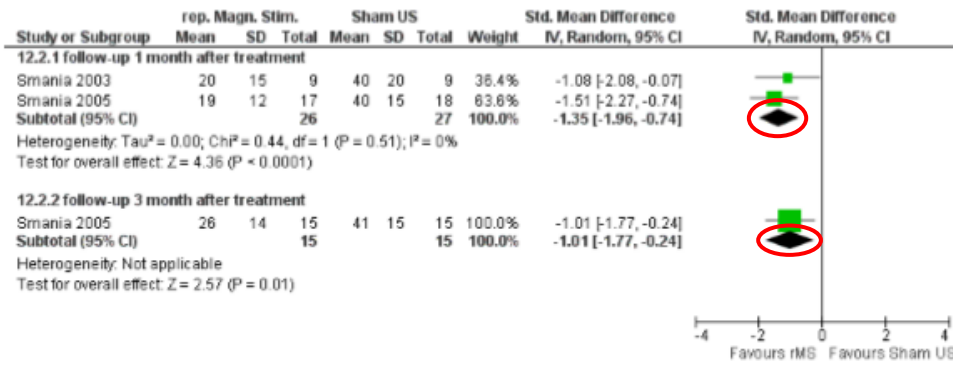 rep. Magn. Stim. Sham US Std. Mean Difference Std. Mean Difference
Study or Subgroup Mean SD Total Mean SD Total Weight IV, Random, 95% CI IV, Random, 95% CI
12.2.1 follow-up 1 month after treatment
Smania 2003 20 15 9 40 20 9 36.4% -1.08 [-2.08, -0.07]
Smania 2005 19 12 17 40 15 18 63.6% -1.51 [-2.27, -0.74]
Subtotal (95% CI) 26 27 100.0% -1.35 [-1.96, -0.74]
Heterogeneity: Tau² = 0.00; Chi² = 0.44, df = 1 (P = 0.51); I² = 0%
Test for overall effect: Z = 4.36 (P < 0.0001)
12.2.2 follow-up 3 month after treatment
Smania 2005 26 14 15 41 15 15 100.0% -1.01 [-1.77, -0.24]
Subtotal (95% CI) 15 15 100.0% -1.01 [-1.77, -0.24]
Heterogeneity: Not applicable
Test for overall effect: Z = 2.57 (P = 0.01)
-4 -2 0 2 4
Favours rMS Favours Sham US